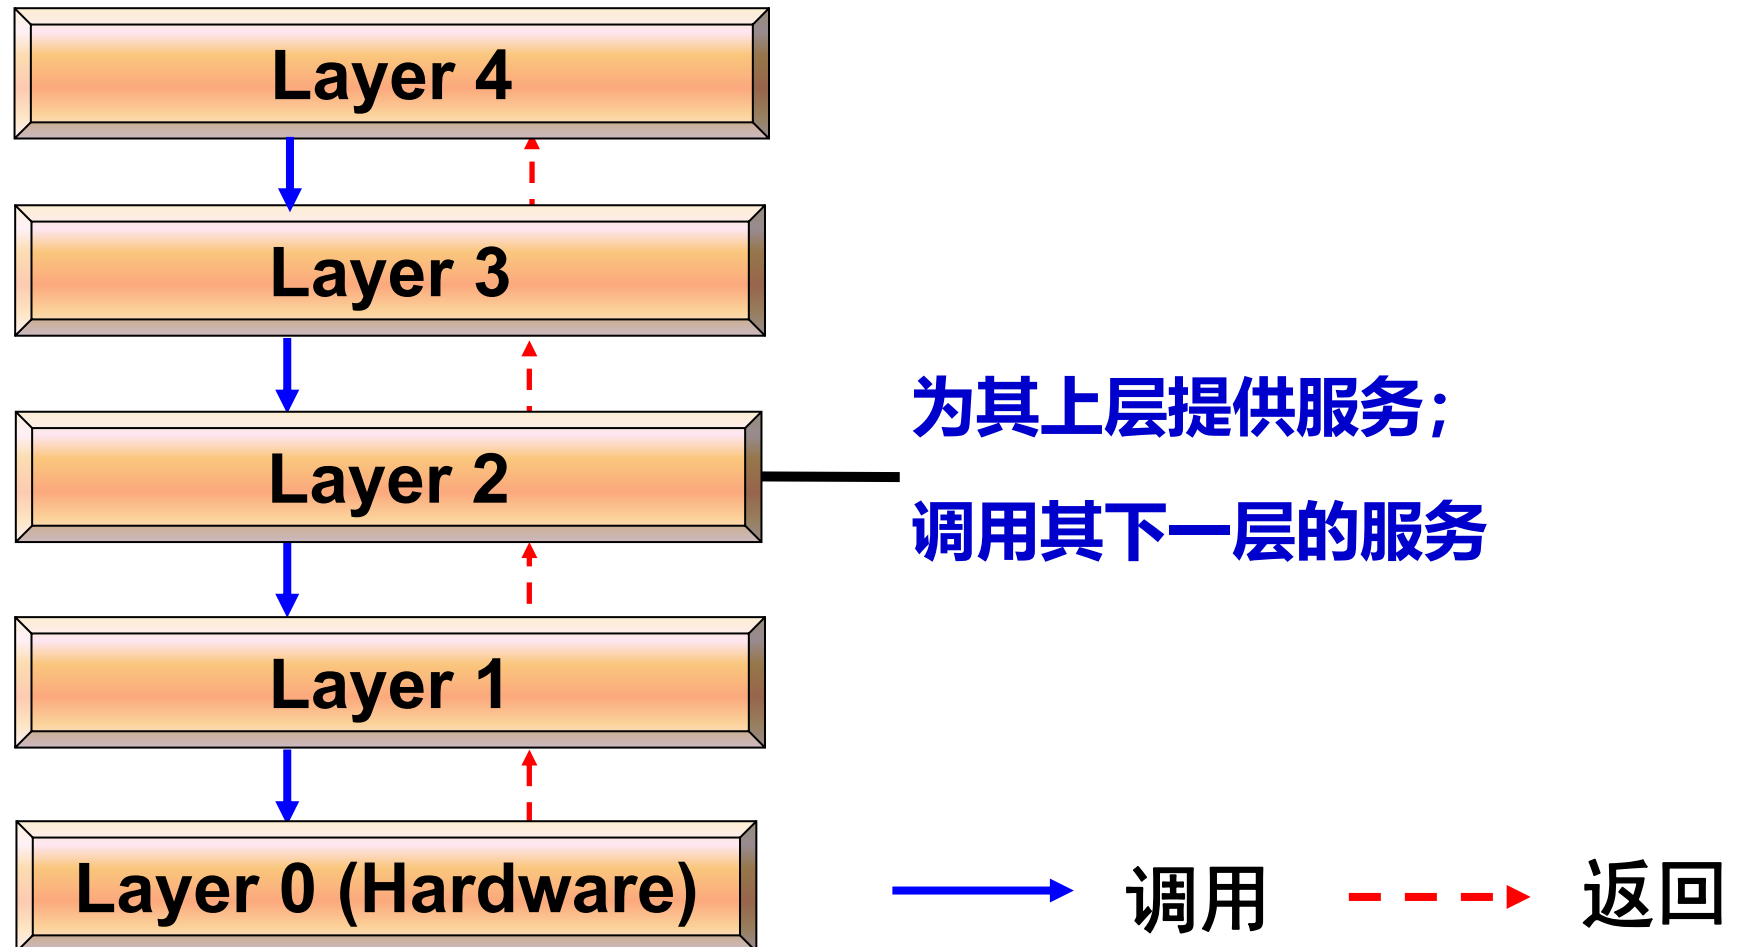 Layer 4
Layer 3
Layer 2
为其上层提供服务；
调用其下一层的服务
Layer 1
Layer 0 (Hardware)
调用
返回